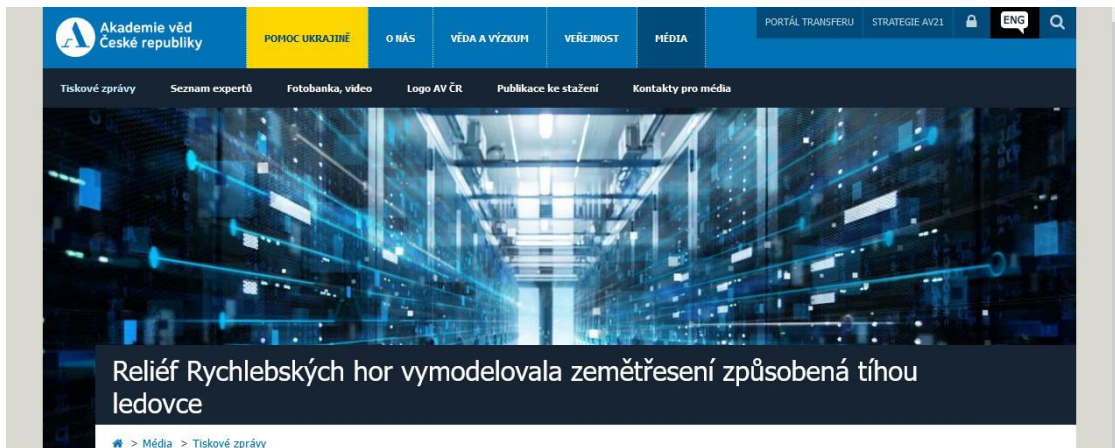 Akademie věd
České republiky
POMOC UKRAJINĚ
O NÁS
VĚDA A VÝZKUM
VEŘEJNOST
MÉDIA
PORTÁL TRANSFERU
STRATEGIE AV21
ENG
Tiskové zprávy
Seznam expertů
Fotobanka, video
Logo AV ČR
Publikace ke stažení
Kontakty pro média
Reliéf Rychlebských hor vymodelovala zemětřesení způsobená tíhou
ledovce
> Média > Tiskové zprávy